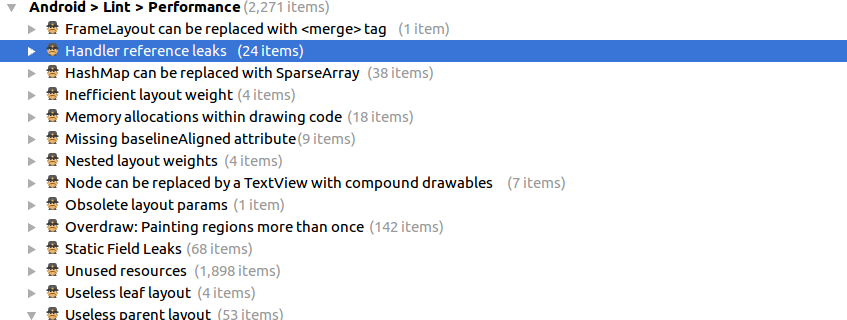 Android > Lint > Performance (2,271 items)
FrameLayout can be replaced with <merge> tag (1 item)
Handler reference leaks (24 items)
HashMap can be replaced with SparseArray (38 items)
Inefficient layout weight (4 items)
Memory allocations within drawing code (18 items)
Missing baselineAligned attribute (9 items)
Nested layout weights (4 items)
Node can be replaced by a TextView with compound drawables (7 items)
Obsolete layout params (1 item)
Overdraw: Painting regions more than once (142 items)
Static Field Leaks (68 items)
Unused resources (1,898 items)
Useless leaf layout (4 items)
Useless parent layout (53 items)